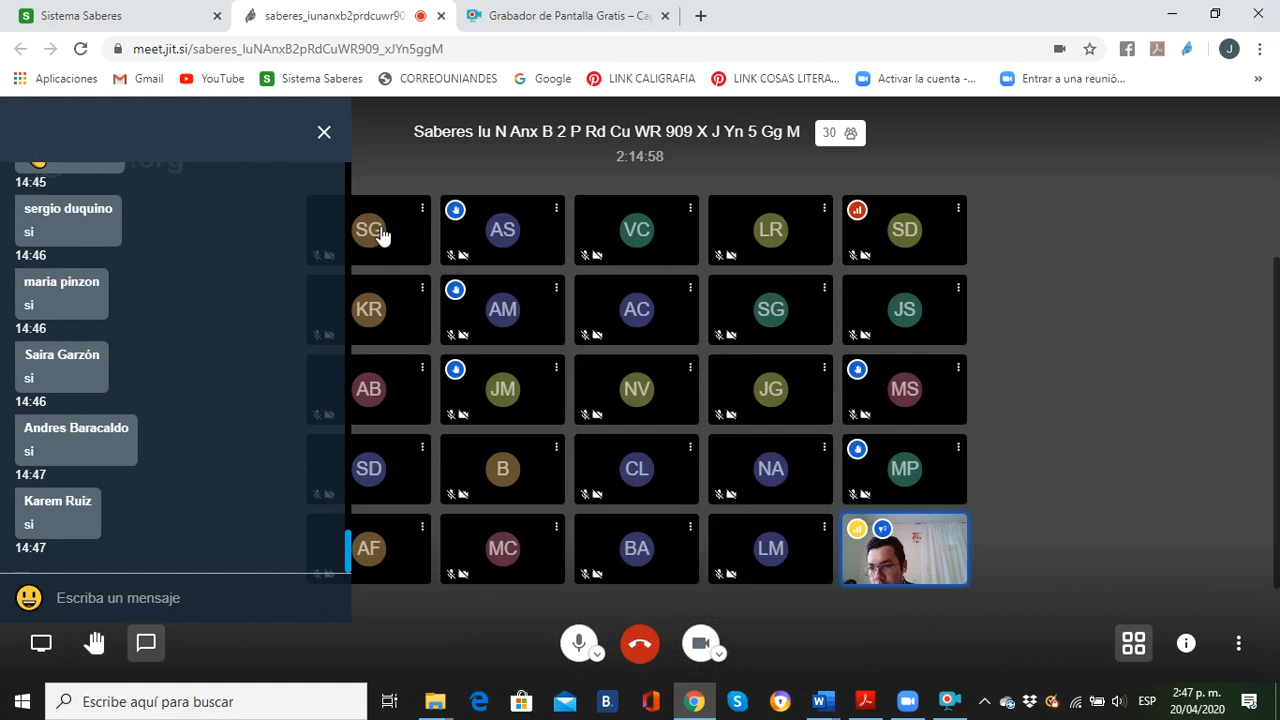 Sistema Saberes
saberes_iunanxb2prdcuwr909
Grabador de Pantalla Gratis – Ca
meet.jit.si/saberes_IuNAnxB2pRdCuWR909_xJYn5ggM
J
Aplicaciones
Gmail
YouTube
Sistema Saberes
CORREOUNIANDES
Google
LINK CALIGRAFIA
LINK COSAS LITERA...
Activar la cuenta -...
Entrar a una reunió...
»
Saberes Iu N Anx B 2 P Rd Cu WR 909 X J Yn 5 Gg M
30
2:14:58
.org
14:45
sergio duquino
si
14:46
maria pinzon
si
14:46
Saira Garzón
si
14:46
Andres Baracaldo
si
14:47
Karem Ruiz
si
14:47
Escriba un mensaje
SG AS VC LR SD
KR AM AC SG JS
AB JM NV JG MS
SD B CL NA MP
AF MC BA LM
Escribe aquí para buscar
B.
ESP
2:47 p. m.
20/04/2020